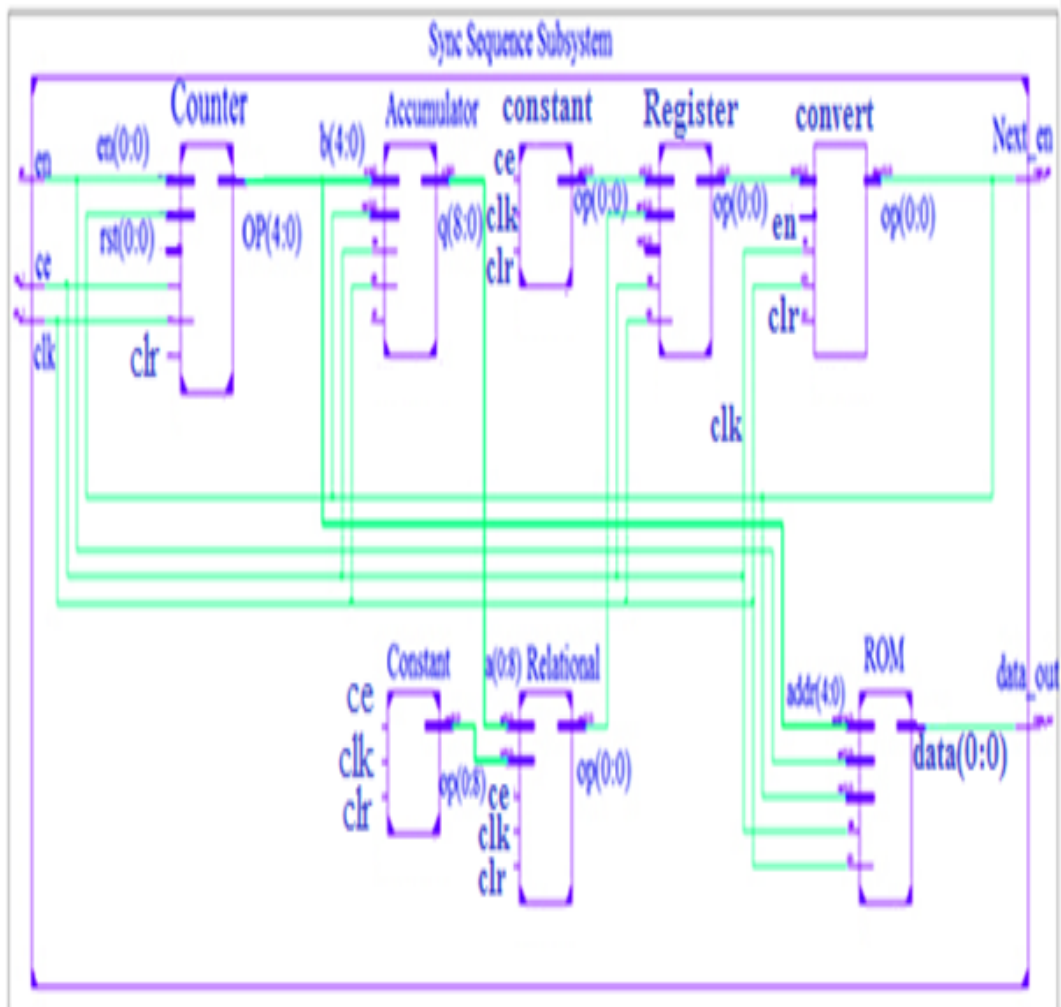 Sync Sequence Subsystem
Counter
Accumulator
constant
Register
convert
Next_en
en
en(0:0)
b(4:0)
ce
op(0:0)
op(0:0)
op(0:0)
rst(0:0)
OP(4:0)
q(8:0)
clk
en
ce
clr
clk
clr
clr
clk
Constant
a(0:8)
Relational
ROM
data_out
ce
addr(4:0)
clk
op(0:8)
op(0:0)
data(0:0)
ce
clr
clk
clr